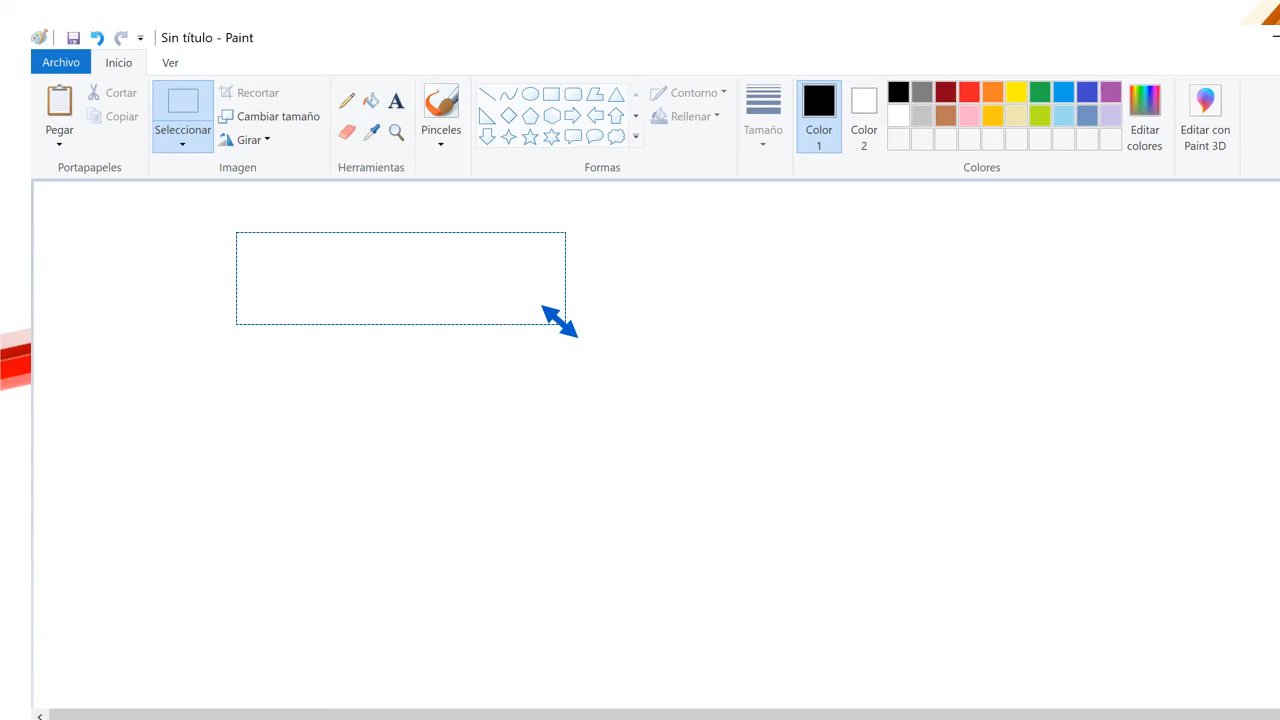 Sin título - Paint
Archivo Inicio Ver
Pegar
Cortar
Copiar
Portapapeles
Seleccionar
Recortar
Cambiar tamaño
Girar
Imagen
A
Herramientas
Pinceles
Formas
Contorno
Rellenar
Tamaño
Color 1
Color 2
Colores
Editar colores
Editar con Paint 3D